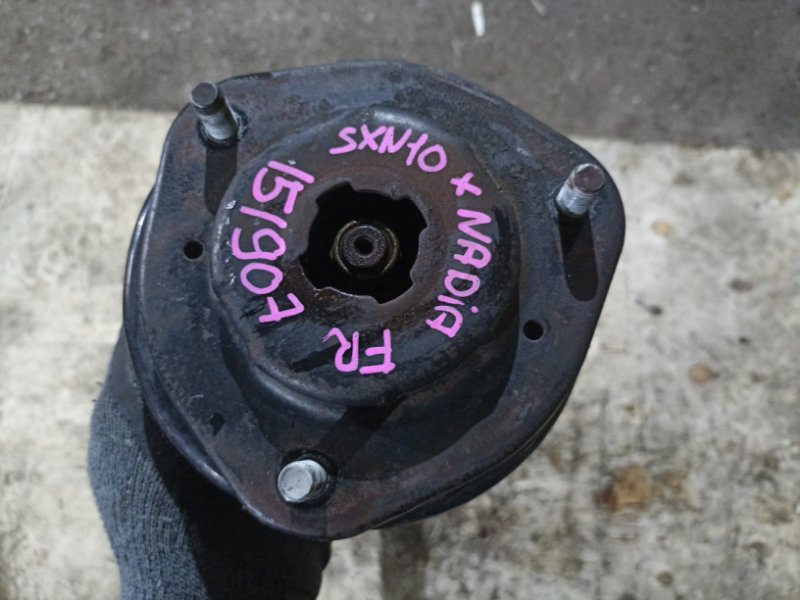 SXN10 + NADiA
FR
151907